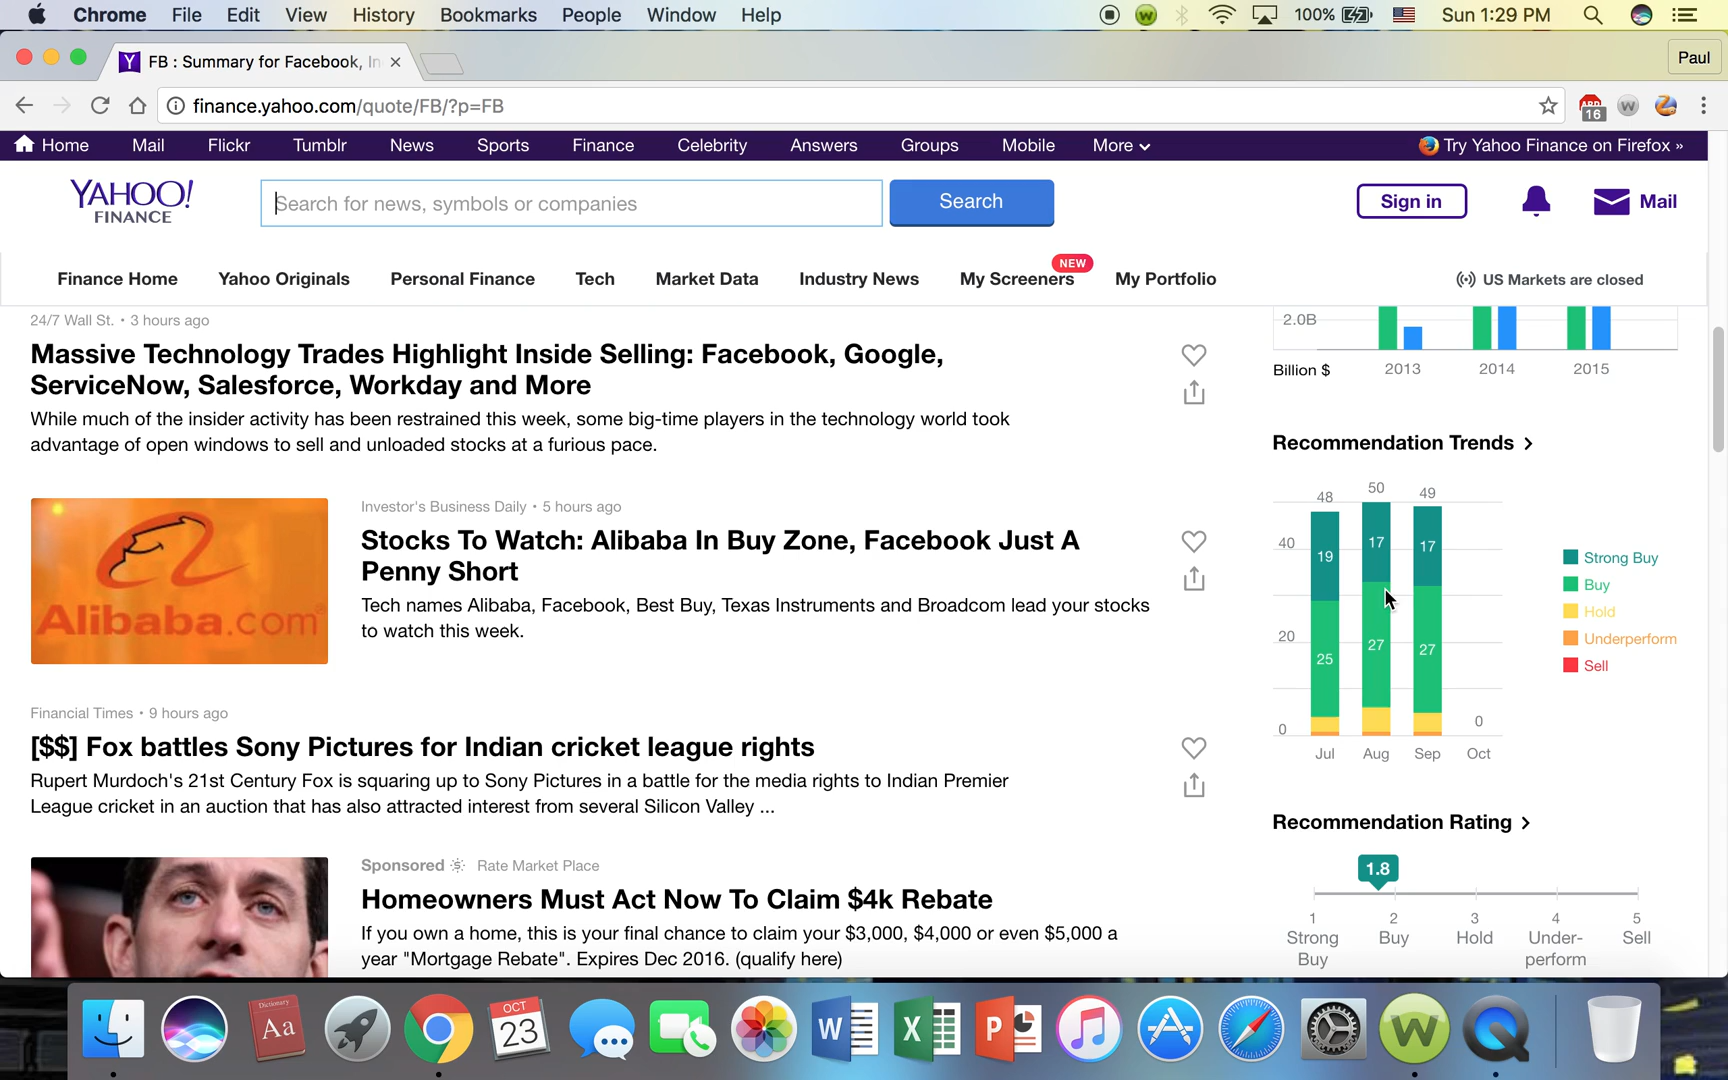 Chrome File Edit View History Bookmarks People Window Help 100% Sun 1:29 PM
FB : Summary for Facebook, In
Paul
finance.yahoo.com/quote/FB/?p=FB
16
Home Mail Flickr Tumblr News Sports Finance Celebrity Answers Groups Mobile More Try Yahoo Finance on Firefox »
YAHOO!
FINANCE
Search for news, symbols or companies
Search
Sign in
Mail
NEW
Finance Home Yahoo Originals Personal Finance Tech Market Data Industry News My Screeners My Portfolio US Markets are closed
24/7 Wall St. • 3 hours ago
Massive Technology Trades Highlight Inside Selling: Facebook, Google,
ServiceNow, Salesforce, Workday and More
While much of the insider activity has been restrained this week, some big-time players in the technology world took
advantage of open windows to sell and unloaded stocks at a furious pace.
Alibaba.com
Investor's Business Daily • 5 hours ago
Stocks To Watch: Alibaba In Buy Zone, Facebook Just A
Penny Short
Tech names Alibaba, Facebook, Best Buy, Texas Instruments and Broadcom lead your stocks
to watch this week.
Financial Times • 9 hours ago
[$$] Fox battles Sony Pictures for Indian cricket league rights
Rupert Murdoch's 21st Century Fox is squaring up to Sony Pictures in a battle for the media rights to Indian Premier
League cricket in an auction that has also attracted interest from several Silicon Valley ...
Sponsored Rate Market Place
Homeowners Must Act Now To Claim $4k Rebate
If you own a home, this is your final chance to claim your $3,000, $4,000 or even $5,000 a
year "Mortgage Rebate". Expires Dec 2016. (qualify here)
2.0B
Billion $ 2013 2014 2015
Recommendation Trends
48 50 49
40
19 17 17
20
25 27 27
0
0
Jul Aug Sep Oct
Strong Buy
Buy
Hold
Underperform
Sell
Recommendation Rating
1.8
1 2 3 4 5
Strong Buy Hold Under- Sell
Buy perform
Dictionary
Aa
OCT
23
W
X
P
W